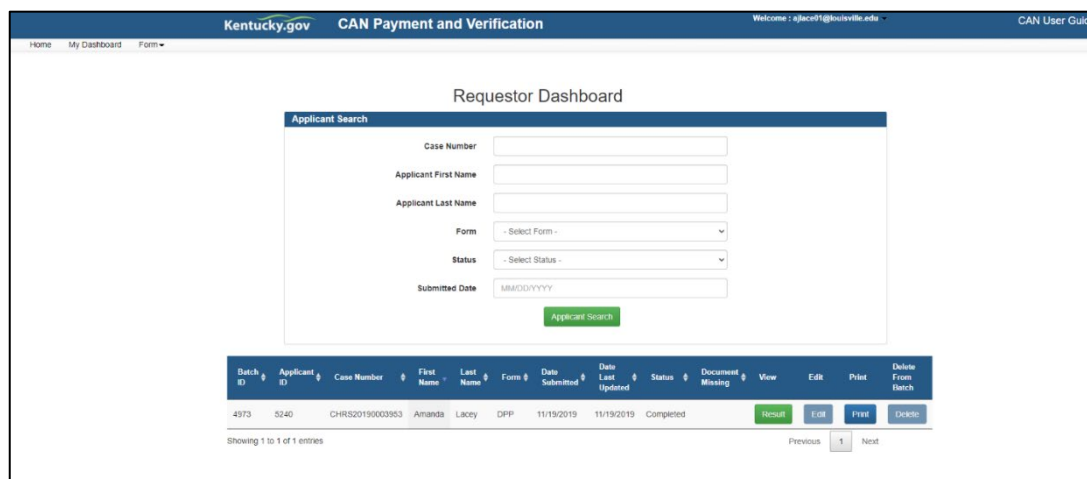 Kentucky.gov CAN Payment and Verification Welcome : ajlace01@louisville.edu CAN User Guid
Home My Dashboard Form
Requestor Dashboard
Applicant Search
Case Number
Applicant First Name
Applicant Last Name
Form - Select Form -
Status - Select Status -
Submitted Date MM/DD/YYYY
Applicant Search
Batch ID Applicant ID Case Number First Name Last Name Form Date Submitted Date Last Updated Status Document Missing View Edit Print Delete From Batch
4973 5240 CHRS20190003953 Amanda Lacey DPP 11/19/2019 11/19/2019 Completed Result Edit Print Delete
Showing 1 to 1 of 1 entries Previous 1 Next